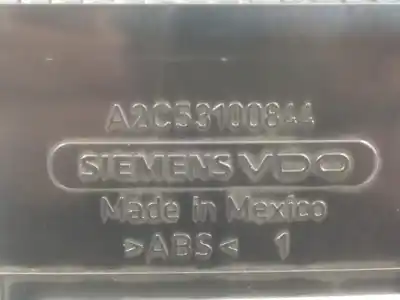 A2C53100844
SIEMENS VDO
Made in Mexico
>ABS< 1